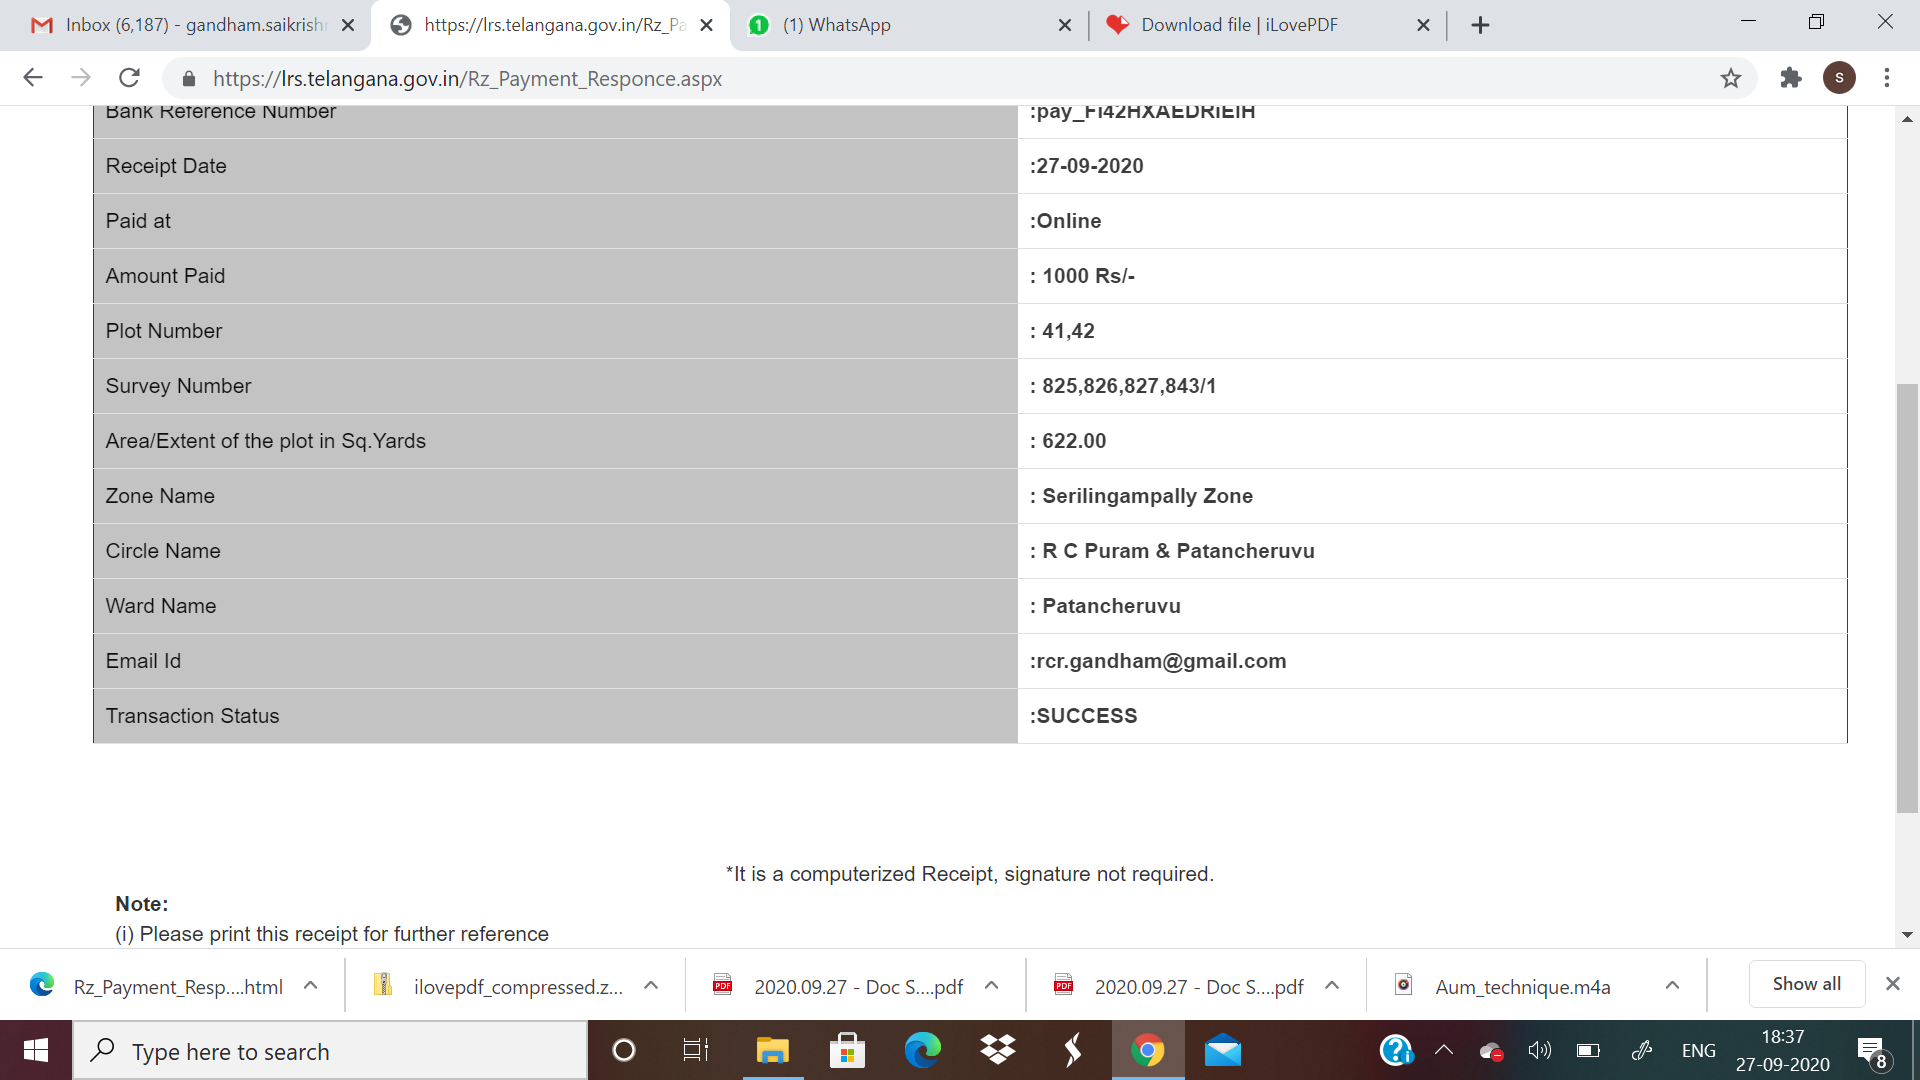 Inbox (6,187) - gandham.saikrishn
https://lrs.telangana.gov.in/Rz_Pa
(1) WhatsApp
Download file | iLovePDF
https://lrs.telangana.gov.in/Rz_Payment_Responce.aspx
S
Bank Reference Number :pay_Fi42HXAEDRiEIH
Receipt Date :27-09-2020
Paid at :Online
Amount Paid : 1000 Rs/-
Plot Number : 41,42
Survey Number : 825,826,827,843/1
Area/Extent of the plot in Sq.Yards : 622.00
Zone Name : Serilingampally Zone
Circle Name : R C Puram & Patancheruvu
Ward Name : Patancheruvu
Email Id :rcr.gandham@gmail.com
Transaction Status :SUCCESS
*It is a computerized Receipt, signature not required.
Note:
(i) Please print this receipt for further reference
Rz_Payment_Resp....html
ilovepdf_compressed.z...
PDF
2020.09.27 - Doc S....pdf
PDF
2020.09.27 - Doc S....pdf
Aum_technique.m4a
Show all
Type here to search
ENG
18:37
27-09-2020
8